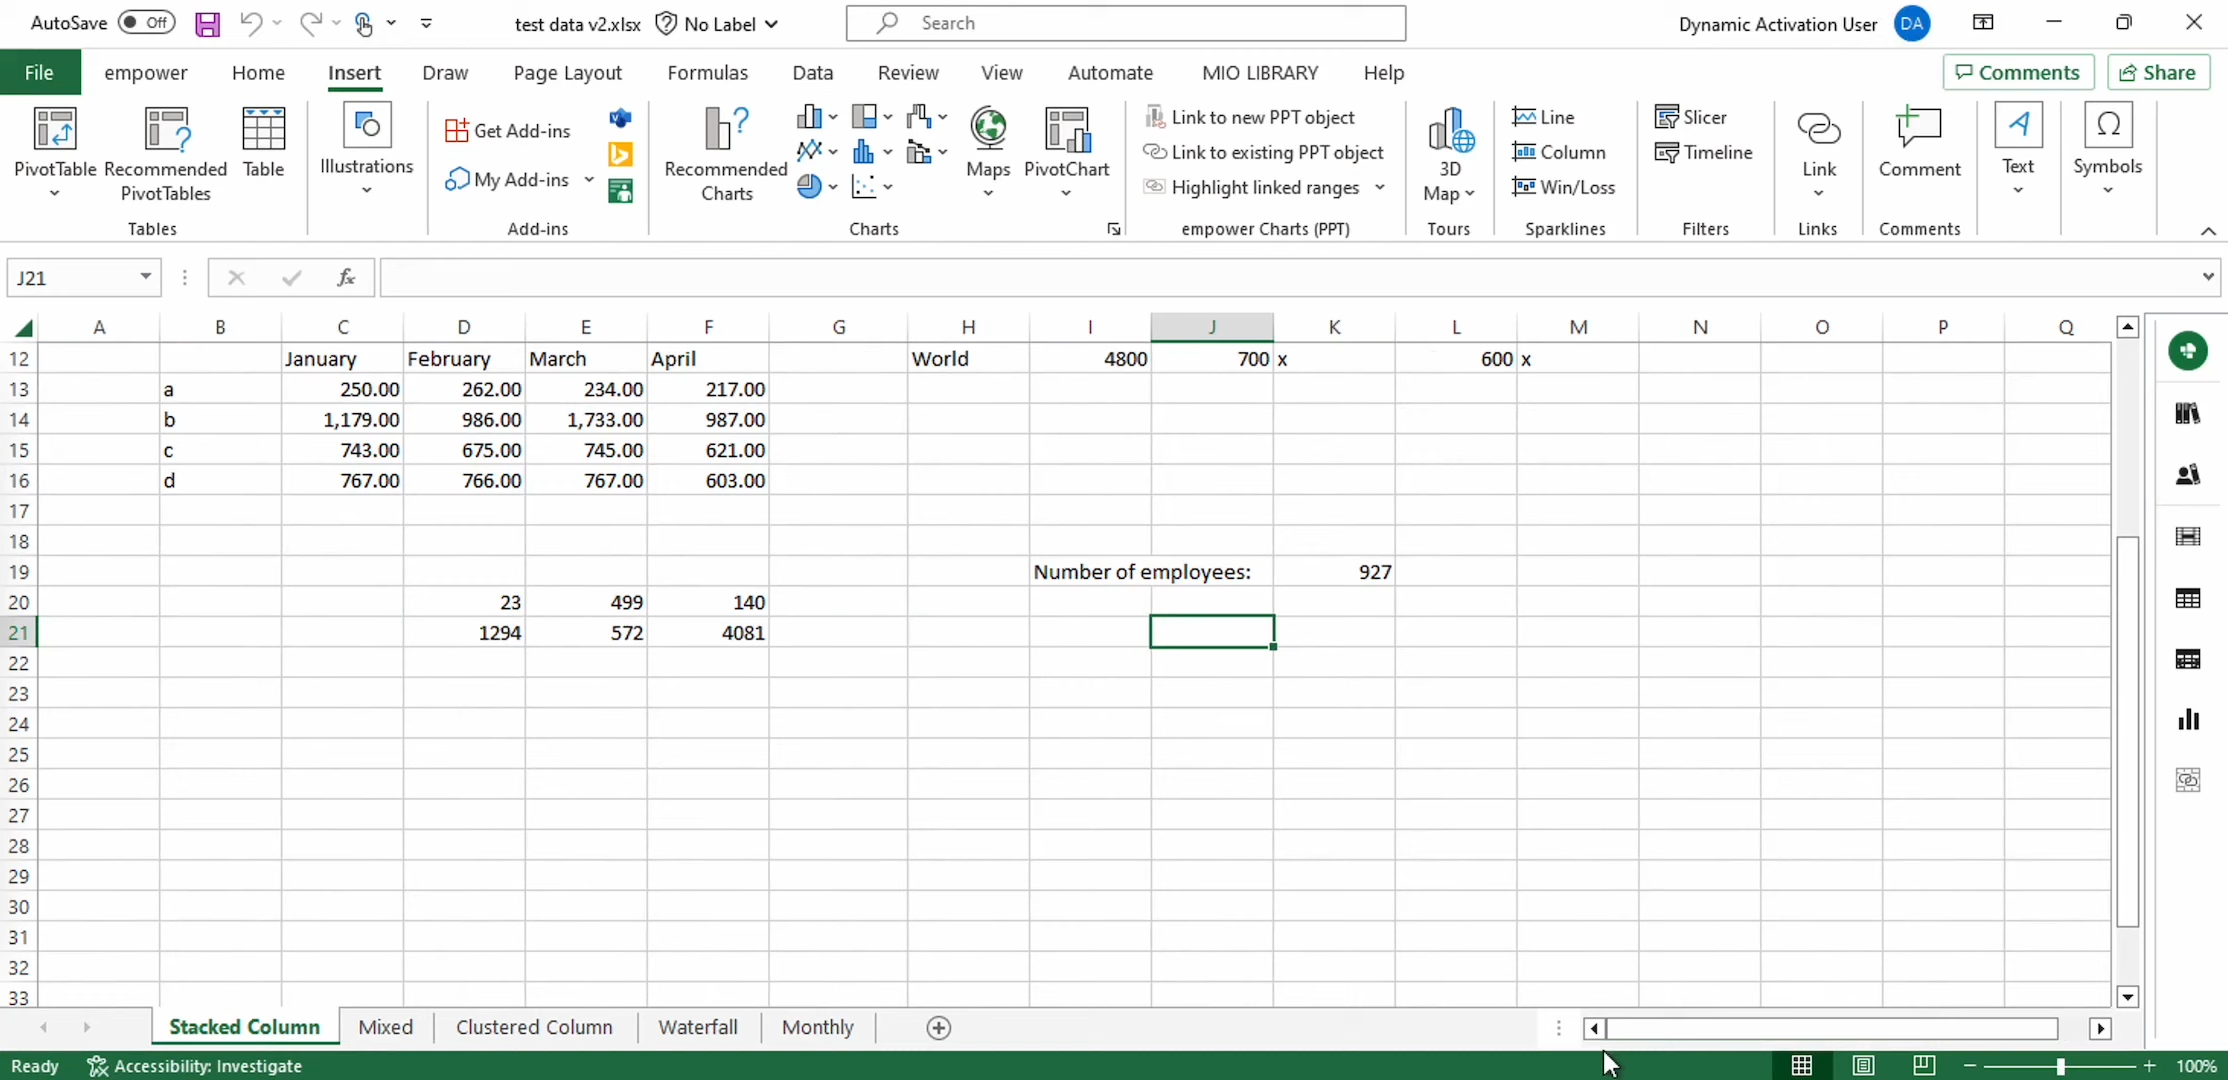 AutoSave Off test data v2.xlsx No Label Search Dynamic Activation User DA
File empower Home Insert Draw Page Layout Formulas Data Review View Automate MIO LIBRARY Help Comments Share
PivotTable
Recommended
PivotTables
Table
Tables
Illustrations
Get Add-ins
My Add-ins
Add-ins
Recommended
Charts
Maps
PivotChart
Charts
Link to new PPT object
Link to existing PPT object
Highlight linked ranges
empower Charts (PPT)
3D
Map
Tours
Line
Column
Win/Loss
Sparklines
Slicer
Timeline
Filters
Link
Links
Comment
Comments
Text
Symbols
J21 fx
A B C D E F G H I J K L M N O P Q
12 January February March April World 4800 700 x 600 x
13 a 250.00 262.00 234.00 217.00
14 b 1,179.00 986.00 1,733.00 987.00
15 c 743.00 675.00 745.00 621.00
16 d 767.00 766.00 767.00 603.00
17
18
19 Number of employees: 927
20 23 499 140
21 1294 572 4081
22
23
24
25
26
27
28
29
30
31
32
33
Stacked Column Mixed Clustered Column Waterfall Monthly
Ready Accessibility: Investigate 100%